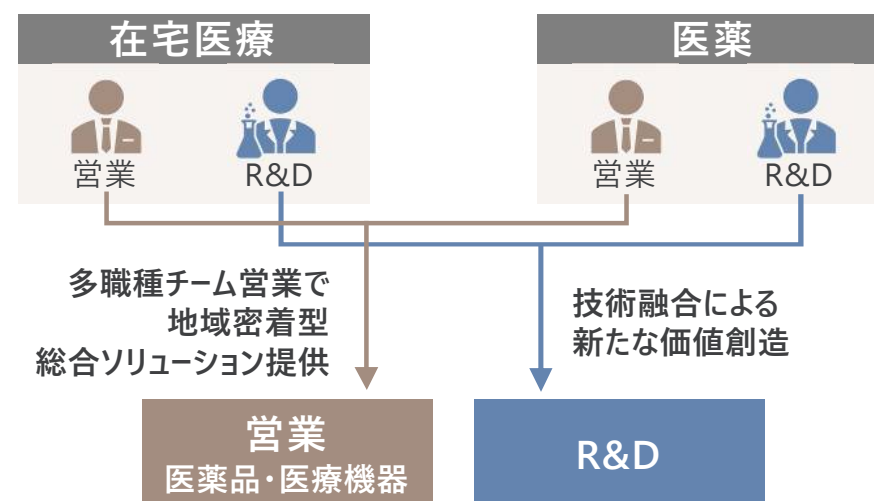 在宅医療
医薬
営業
R&D
営業
R&D
多職種チーム営業で
地域密着型
総合ソリューション提供
技術融合による
新たな価値創造
営業
医薬品・医療機器
R&D